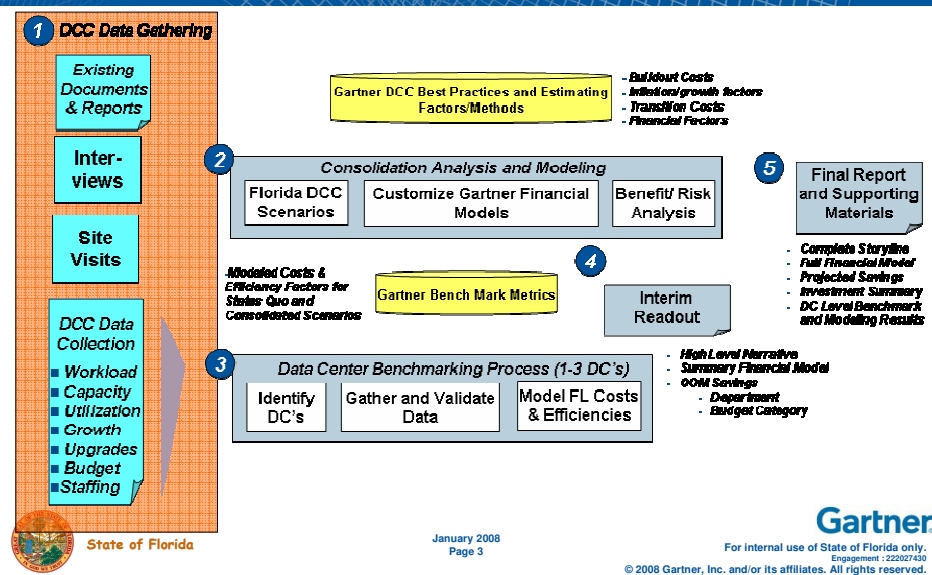 1 DCC Data Gathering
Existing
Documents
& Reports
Inter-
views
Site
Visits
DCC Data
Collection
■ Workload
■ Capacity
■ Utilization
■ Growth
■ Upgrades
■ Budget
■ Staffing
Gartner DCC Best Practices and Estimating
Factors/Methods
- Buildout Costs
- Inflation/growth factors
- Transition Costs
- Financial Factors
2 Consolidation Analysis and Modeling
Florida DCC
Scenarios
Customize Gartner Financial
Models
Benefit/ Risk
Analysis
-Modeled Costs &
Efficiency Factors for
Status Quo and
Consolidated Scenarios
Gartner Bench Mark Metrics
3 Data Center Benchmarking Process (1-3 DC's)
Identify
DC's
Gather and Validate
Data
Model FL Costs
& Efficiencies
4
Interim
Readout
- High Level Narrative
- Summary Financial Model
- OOM Savings
- Department
- Budget Category
5
Final Report
and Supporting
Materials
- Complete Storyline
- Full Financial Model
- Projected Savings
- Investment Summary
- DC Level Benchmark
and Modeling Results
State of Florida
January 2008
Page 3
Gartner
For internal use of State of Florida only.
Engagement : 222027430
© 2008 Gartner, Inc. and/or its affiliates. All rights reserved.